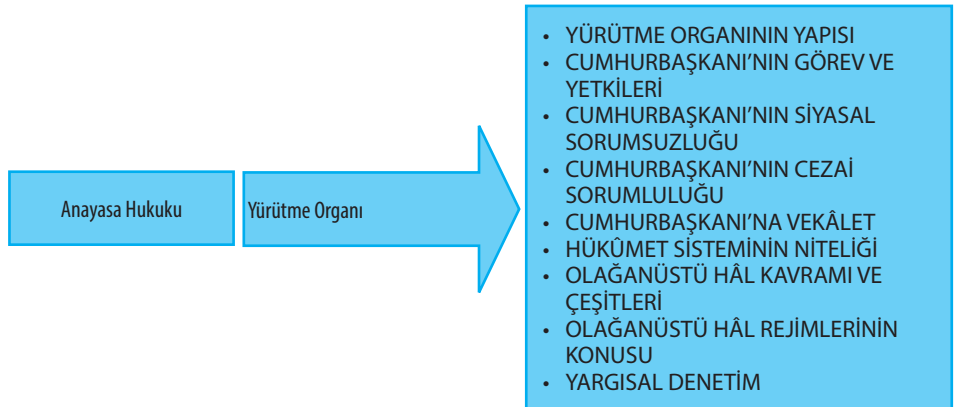 Anayasa Hukuku
Yürütme Organı
• YÜRÜTME ORGANININ YAPISI
• CUMHURBAŞKANI’NIN GÖREV VE
YETKİLERİ
• CUMHURBAŞKANI’NIN SİYASAL
SORUMSUZLUĞU
• CUMHURBAŞKANI’NIN CEZAİ
SORUMLULUĞU
• CUMHURBAŞKANI’NA VEKÂLET
• HÜKÛMET SİSTEMİNİN NİTELİĞİ
• OLAĞANÜSTÜ HÂL KAVRAMI VE
ÇEŞİTLERİ
• OLAĞANÜSTÜ HÂL REJİMLERİNİN
KONUSU
• YARGISAL DENETİM